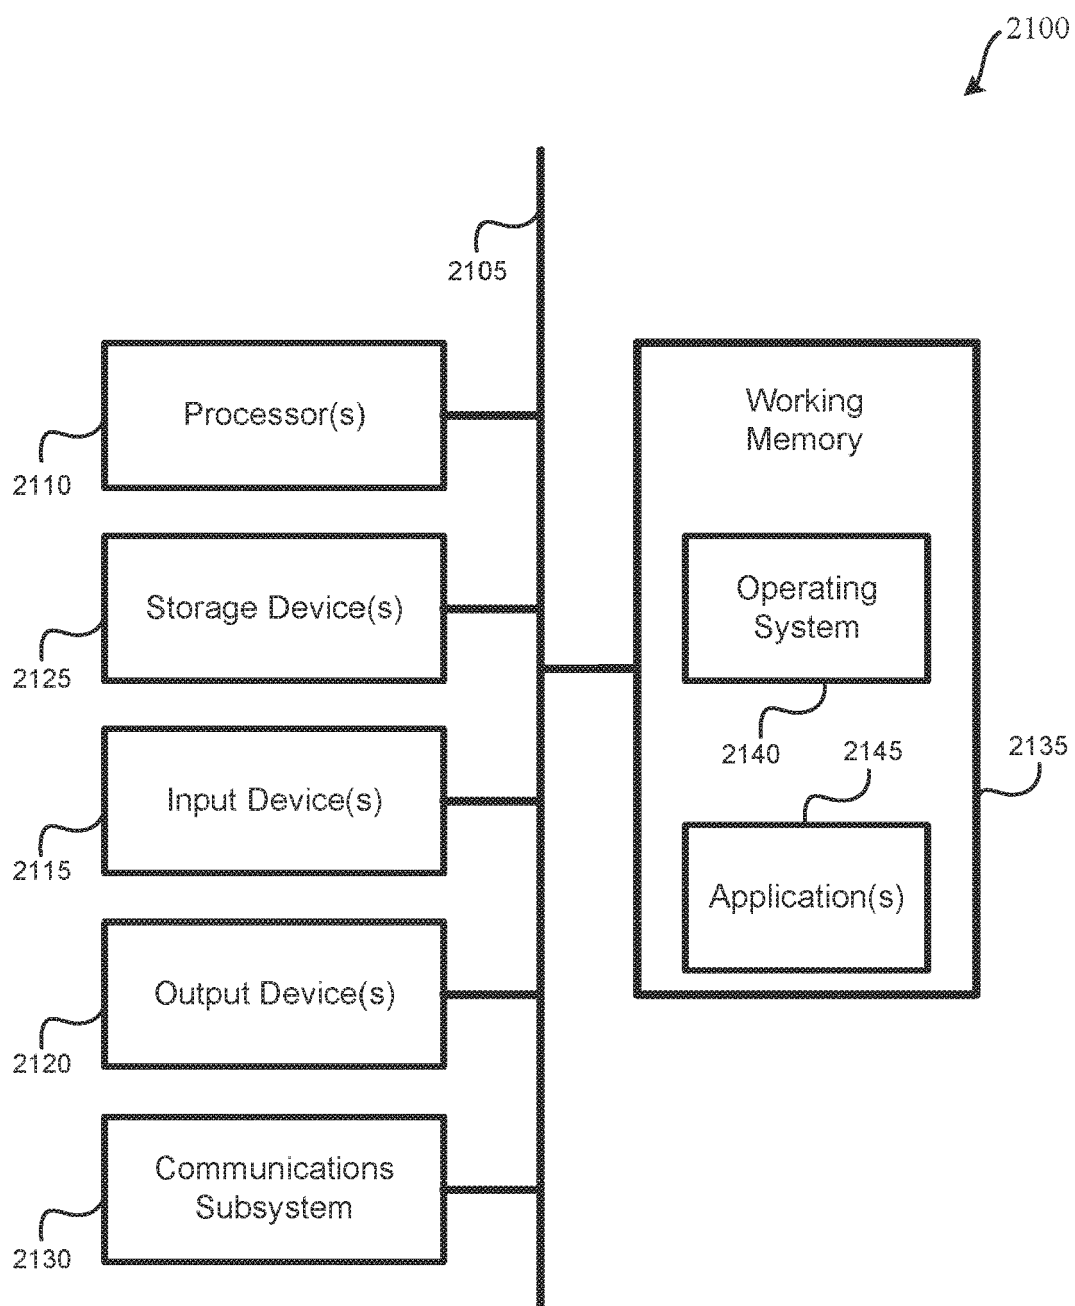 2100
2105
Processor(s)
2110
Storage Device(s)
2125
Input Device(s)
2115
Output Device(s)
2120
Communications
Subsystem
2130
Working
Memory
Operating
System
2140
2145
2135
Application(s)